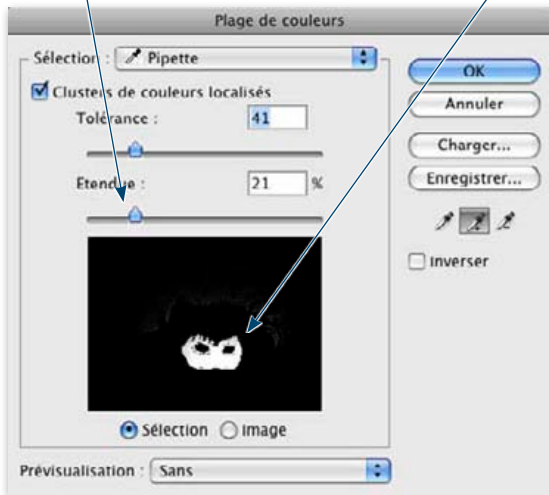 Plage de couleurs
Sélection : Pipette
OK
Clusters de couleurs localisés
Annuler
Tolérance : 41
Charger...
Etendue : 21 %
Enregistrer...
Inverser
Sélection Image
Prévisualisation : Sans